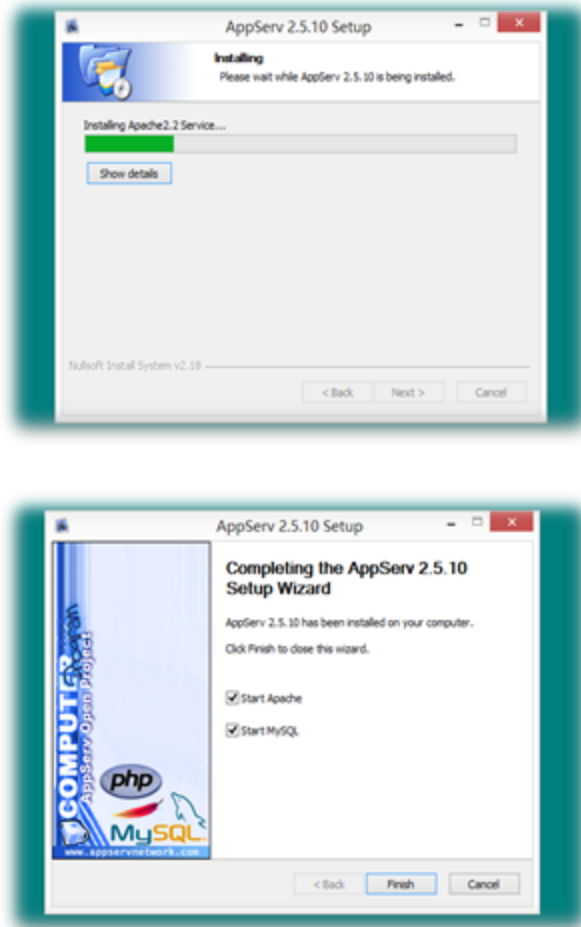 AppServ 2.5.10 Setup
Installing
Please wait while AppServ 2.5.10 is being installed.
Installing Apache2.2 Service....
Show details
Nullsoft Install System v2.18
< Back
Next >
Cancel
AppServ 2.5.10 Setup
Completing the AppServ 2.5.10
Setup Wizard
AppServ 2.5.10 has been installed on your computer.
Click Finish to close this wizard.
Start Apache
Start MySQL
COMPUTER
Program
AppServ Open Project
php
MySQL
www.appservnetwork.com
< Back
Finish
Cancel